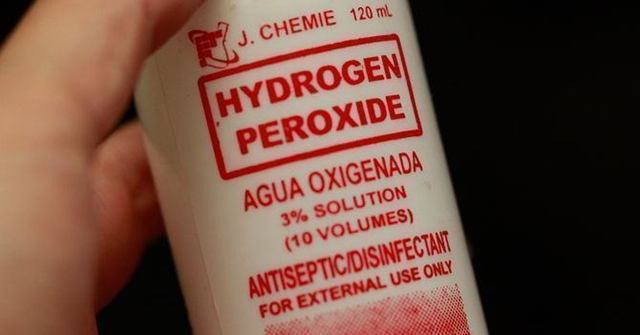 J. CHEMIE 120 mL
HYDROGEN
PEROXIDE
AGUA OXIGENADA
3% SOLUTION
(10 VOLUMES)
ANTISEPTIC/DISINFECTANT
FOR EXTERNAL USE ONLY